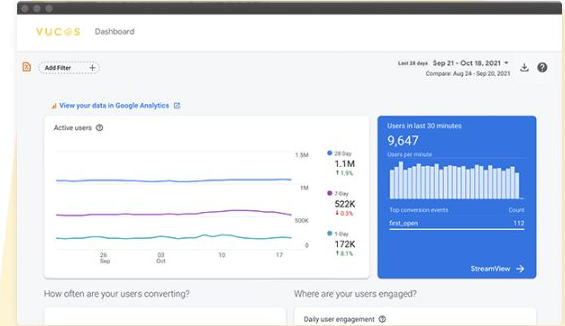 VUCOS Dashboard
Add Filter +
Last 28 days Sep 21 - Oct 18, 2021
Compare: Aug 24 - Sep 20, 2021
View your data in Google Analytics
Active users
1.5M
1M
500K
0
26 Sep
03 Oct
10
17
28-Day
1.1M
↑ 1.9%
7-Day
522K
↓ 0.3%
1-Day
172K
↑ 8.1%
Users in last 30 minutes
9,647
Users per minute
Top conversion events Count
first_open 112
StreamView →
How often are your users converting?
Where are your users engaged?
Daily user engagement